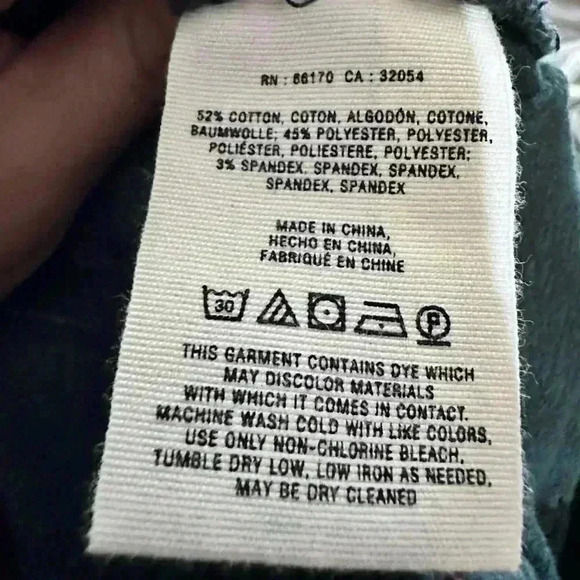 RN : 66170 CA : 32054
52% COTTON, COTON, ALGODÓN, COTONE,
BAUMWOLLE; 45% POLYESTER, POLYESTER,
POLIÉSTER, POLIESTERE, POLYESTER;
3% SPANDEX, SPANDEX, SPANDEX,
SPANDEX, SPANDEX
MADE IN CHINA,
HECHO EN CHINA,
FABRIQUÉ EN CHINE
30 P
THIS GARMENT CONTAINS DYE WHICH
MAY DISCOLOR MATERIALS
WITH WHICH IT COMES IN CONTACT.
MACHINE WASH COLD WITH LIKE COLORS,
USE ONLY NON-CHLORINE BLEACH,
TUMBLE DRY LOW, LOW IRON AS NEEDED,
MAY BE DRY CLEANED